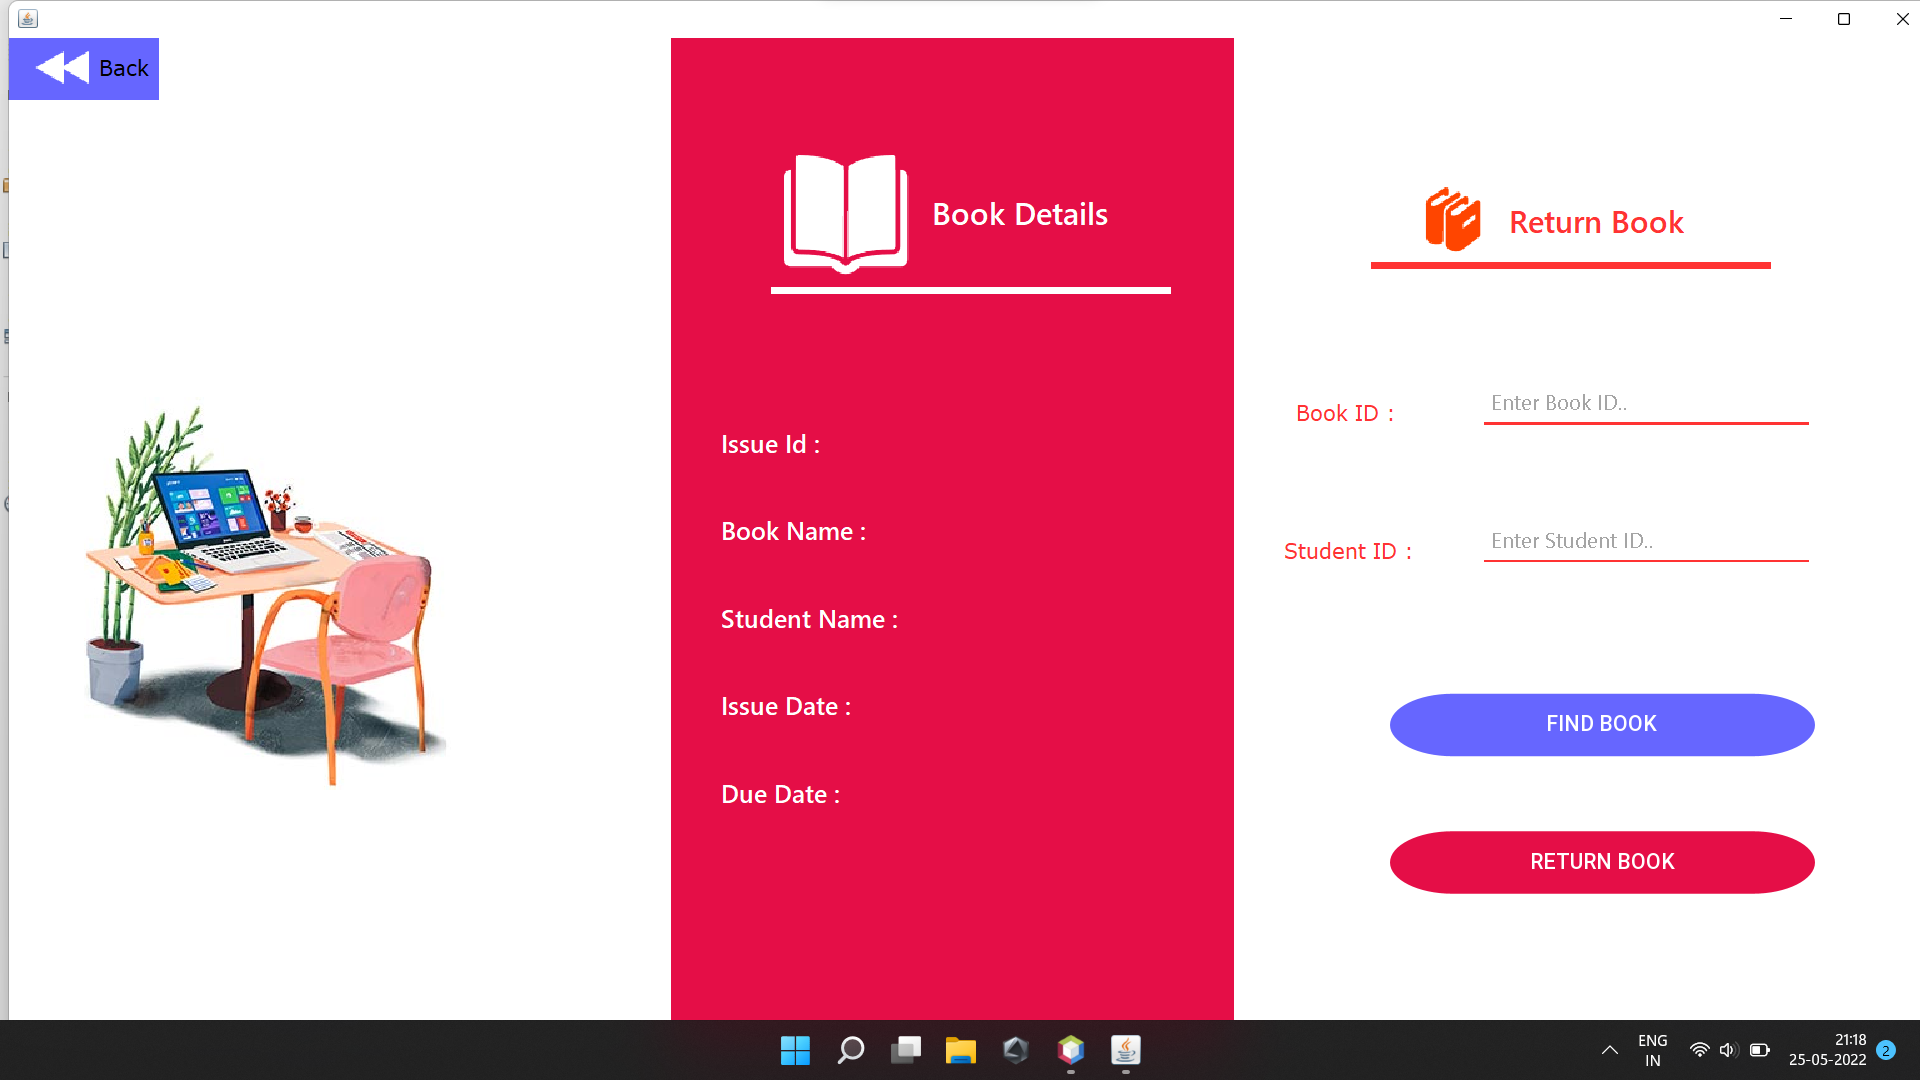 Back
Book Details
Issue Id :
Book Name :
Student Name :
Issue Date :
Due Date :
Return Book
Book ID :
Enter Book ID..
Student ID :
Enter Student ID..
FIND BOOK
RETURN BOOK
ENG
IN
21:18
25-05-2022
2